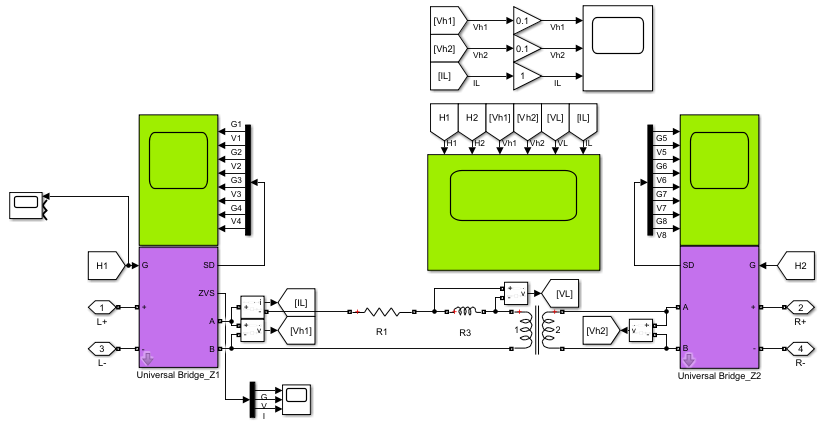 [Vh1] Vh1 0.1 Vh1
[Vh2] Vh2 0.1 Vh2
[IL] IL 1 IL
H1 H2 [Vh1] [Vh2] [VL] [IL]
H1 H2 Vh1 Vh2 VL IL
G1
V1
G2
V2
G3
V3
G4
V4
G5
V5
G6
V6
G7
V7
G8
V8
H1 G SD
ZVS
1 +
L+
A
3 -
L-
B
Universal Bridge_Z1
+ i -
[IL]
+ v -
[Vh1]
+
R1
R3
+ v -
[VL]
1 + + 2
[Vh2]
+ v -
SD G H2
A + 2
R+
B - 4
R-
Universal Bridge_Z2
G
V
I